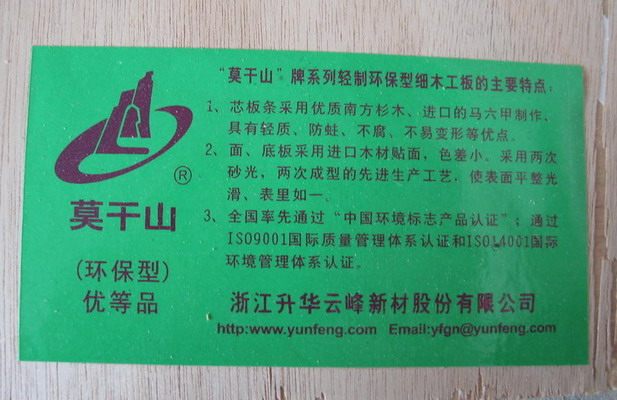 “莫干山”牌系列轻制环保型细木工板的主要特点：
1、芯板条采用优质南方杉木、进口的马六甲制作，
具有轻质、防蛀、不腐、不易变形等优点。
2、面、底板采用进口木材贴面，色差小、采用两次
砂光，两次成型的先进生产工艺，使表面平整光
滑、表里如一。
3、全国率先通过“中国环境标志产品认证”；通过
ISO9001国际质量管理体系认证和ISO14001国际
环境管理体系认证。
®
莫干山
(环保型)
优等品
浙江升华云峰新材股份有限公司
http:www.yunfeng.com Email:yfgn@yunfeng.com